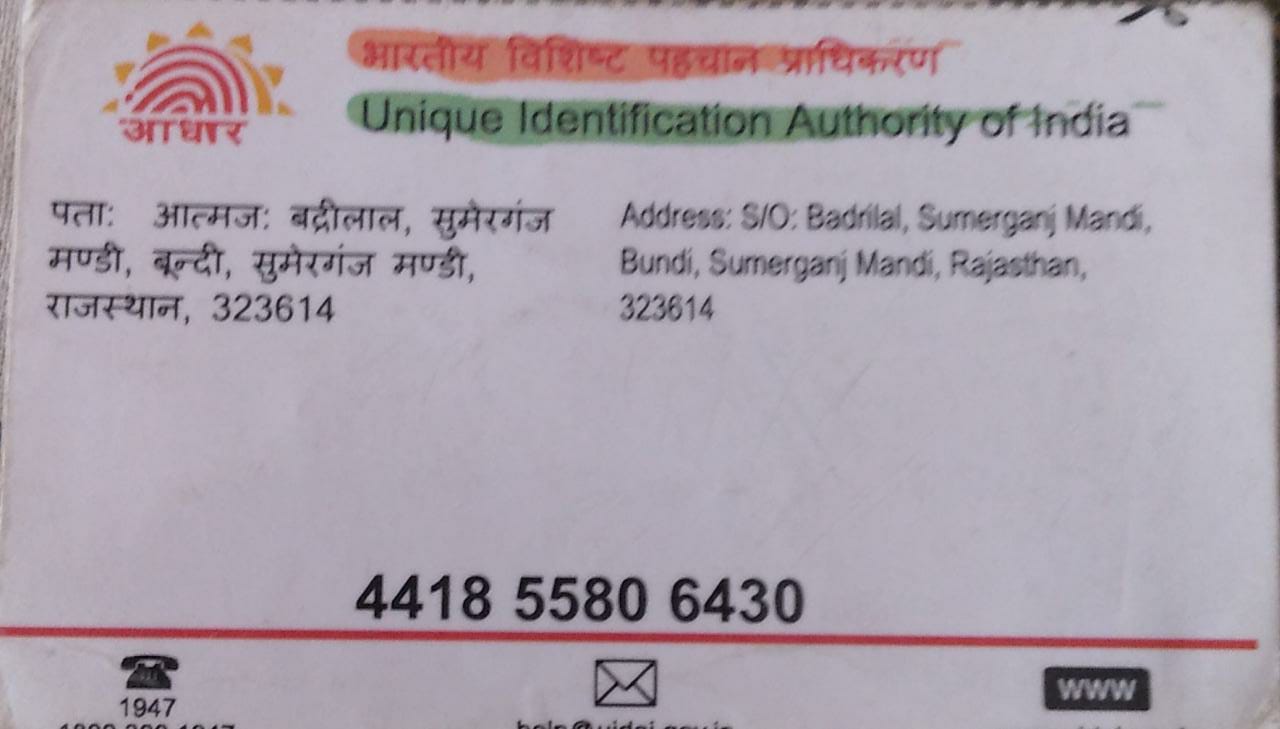 आधार
भारतीय विशिष्ट पहचान प्राधिकरण
Unique Identification Authority of India
पता: आत्मज: बद्रीलाल, सुमेरगंज
मण्डी, बून्दी, सुमेरगंज मण्डी,
राजस्थान, 323614
Address: S/O: Badrilal, Sumerganj Mandi,
Bundi, Sumerganj Mandi, Rajasthan,
323614
4418 5580 6430
1947
www